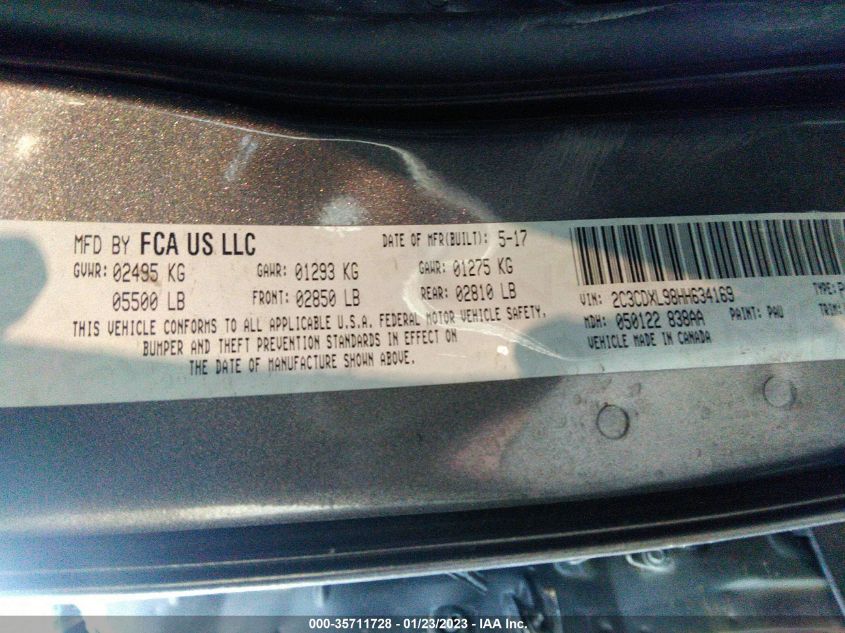 MFD BY FCA US LLC DATE OF MFR(BUILT): 5-17
GVWR: 02495 KG GAWR: 01293 KG GAWR: 01275 KG
05500 LB FRONT: 02850 LB REAR: 02810 LB
THIS VEHICLE CONFORMS TO ALL APPLICABLE U.S.A. FEDERAL MOTOR VEHICLE SAFETY,
BUMPER AND THEFT PREVENTION STANDARDS IN EFFECT ON
THE DATE OF MANUFACTURE SHOWN ABOVE.
VIN: 2C3CDXL98HH634169 TYPE:
MDH: 050122 838AA PAINT: PAU TRIM:
VEHICLE MADE IN CANADA
000-35711728 - 01/23/2023 - IAA Inc.